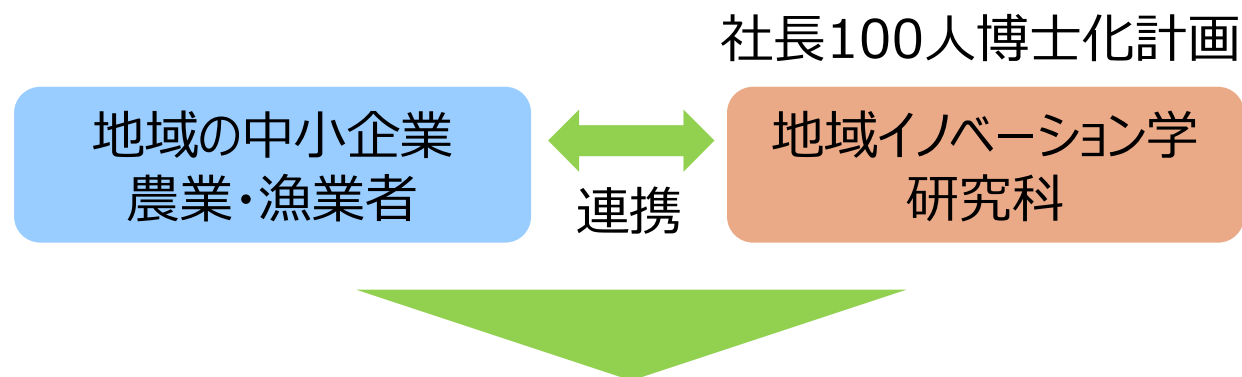 社長100人博士化計画
地域の中小企業
農業・漁業者
連携
地域イノベーション学
研究科